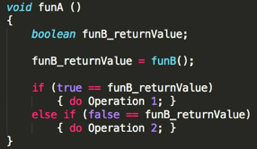 void funA ()
{
boolean funB_returnValue;
funB_returnValue = funB();
if (true == funB_returnValue)
{ do Operation 1; }
else if (false == funB_returnValue)
{ do Operation 2; }
}